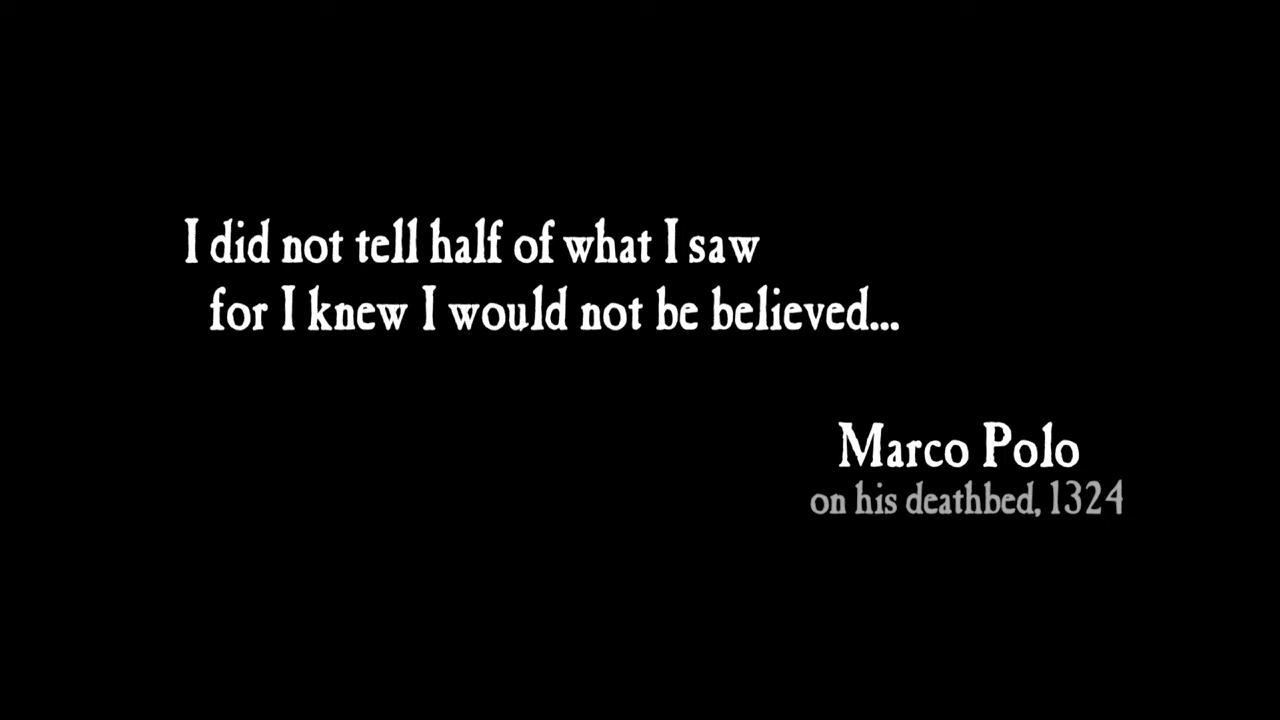 I did not tell half of what I saw
for I knew I would not be believed...
Marco Polo
on his deathbed, 1324